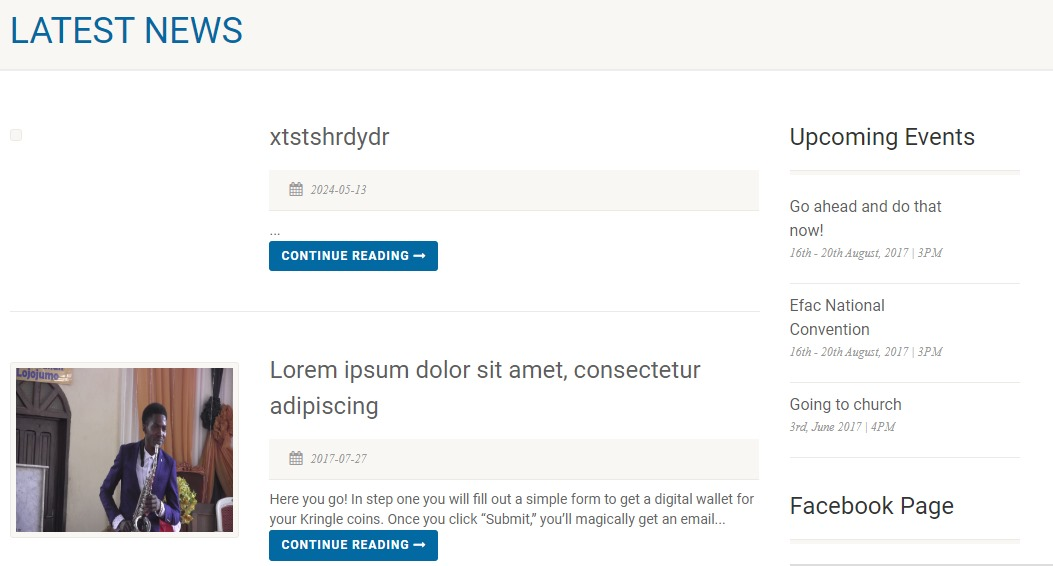 LATEST NEWS
xtstshrdydr
2024-05-13
...
CONTINUE READING
Lojojumo
Lorem ipsum dolor sit amet, consectetur
adipiscing
2017-07-27
Here you go! In step one you will fill out a simple form to get a digital wallet for
your Kringle coins. Once you click “Submit,” you’ll magically get an email...
CONTINUE READING
Upcoming Events
Go ahead and do that
now!
16th - 20th August, 2017 | 3PM
Efac National
Convention
16th - 20th August, 2017 | 3PM
Going to church
3rd, June 2017 | 4PM
Facebook Page